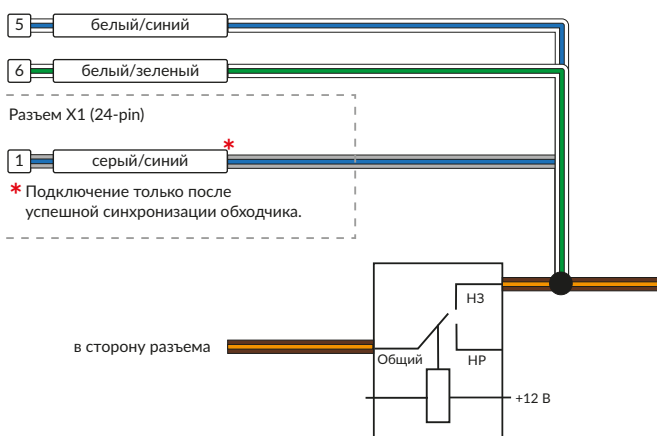 5 белый/синий
6 белый/зеленый
Разъем X1 (24-pin)
1 серый/синий *
* Подключение только после
успешной синхронизации обходчика.
НЗ
в сторону разъема
Общий НР
+12 В